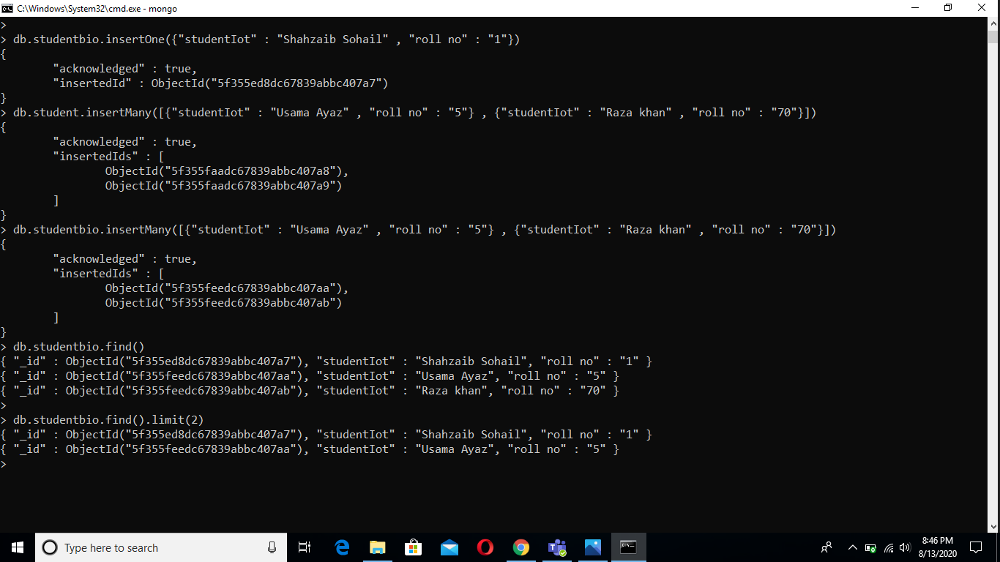 C:\Windows\System32\cmd.exe - mongo
>
> db.studentbio.insertOne({"studentIot" : "Shahzaib Sohail" , "roll no" : "1"})
{
        "acknowledged" : true,
        "insertedId" : ObjectId("5f355ed8dc67839abbc407a7")
}
> db.student.insertMany([{"studentIot" : "Usama Ayaz" , "roll no" : "5"} , {"studentIot" : "Raza khan" , "roll no" : "70"}])
{
        "acknowledged" : true,
        "insertedIds" : [
                ObjectId("5f355faadc67839abbc407a8"),
                ObjectId("5f355faadc67839abbc407a9")
        ]
}
> db.studentbio.insertMany([{"studentIot" : "Usama Ayaz" , "roll no" : "5"} , {"studentIot" : "Raza khan" , "roll no" : "70"}])
{
        "acknowledged" : true,
        "insertedIds" : [
                ObjectId("5f355feedc67839abbc407aa"),
                ObjectId("5f355feedc67839abbc407ab")
        ]
}
> db.studentbio.find()
{ "_id" : ObjectId("5f355ed8dc67839abbc407a7"), "studentIot" : "Shahzaib Sohail", "roll no" : "1" }
{ "_id" : ObjectId("5f355feedc67839abbc407aa"), "studentIot" : "Usama Ayaz", "roll no" : "5" }
{ "_id" : ObjectId("5f355feedc67839abbc407ab"), "studentIot" : "Raza khan", "roll no" : "70" }
>
> db.studentbio.find().limit(2)
{ "_id" : ObjectId("5f355ed8dc67839abbc407a7"), "studentIot" : "Shahzaib Sohail", "roll no" : "1" }
{ "_id" : ObjectId("5f355feedc67839abbc407aa"), "studentIot" : "Usama Ayaz", "roll no" : "5" }
>
Type here to search
8:46 PM
8/13/2020